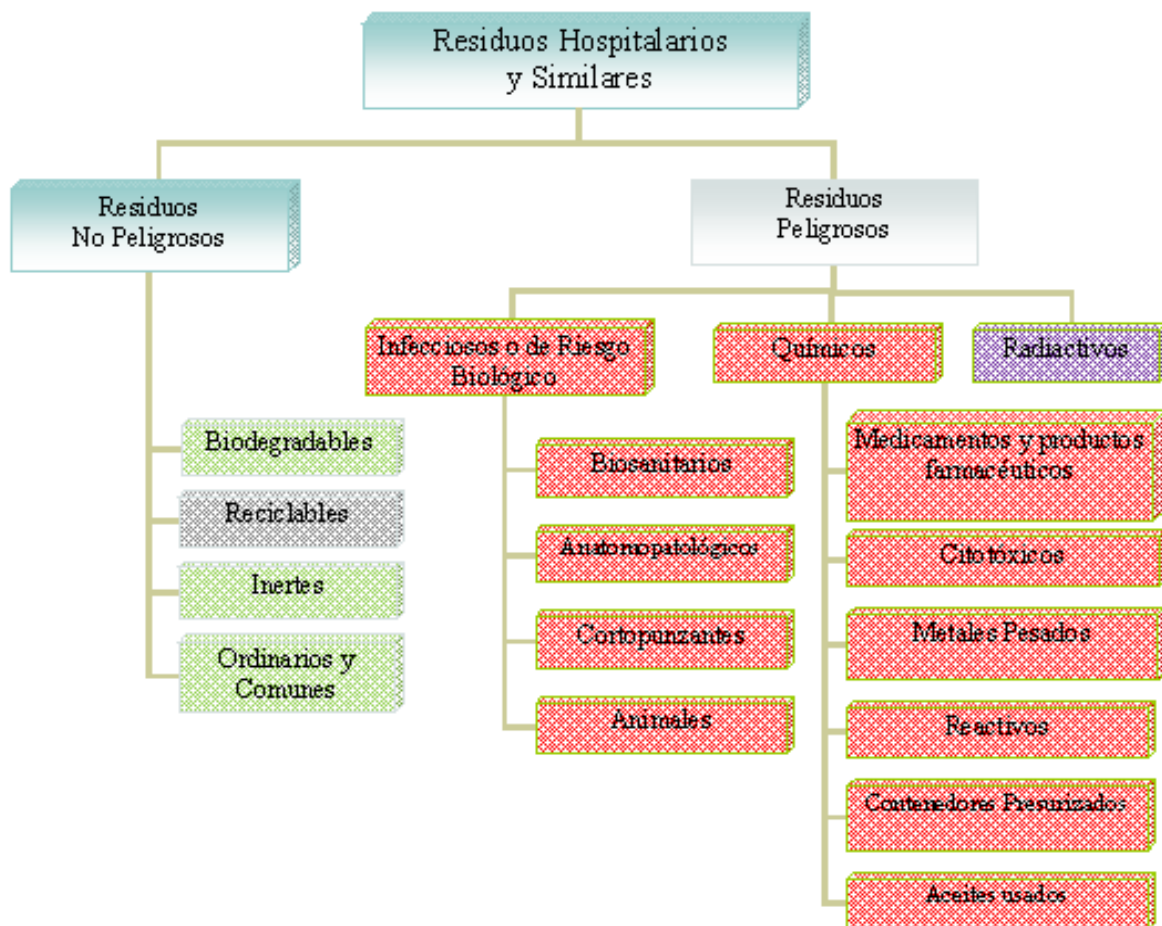 Residuos Hospitalarios
y Similares
Residuos
No Peligrosos
Residuos
Peligrosos
Infecciosos o de Riesgo
Biológico
Químicos
Radiactivos
Biodegradables
Reciclables
Inertes
Ordinarios y
Comunes
Biosanitarios
Anatomopatológicos
Cortopunzantes
Animales
Medicamentos y productos
farmacéuticos
Citotóxicos
Metales Pesados
Reactivos
Contenedores Presurizados
Aceites usados